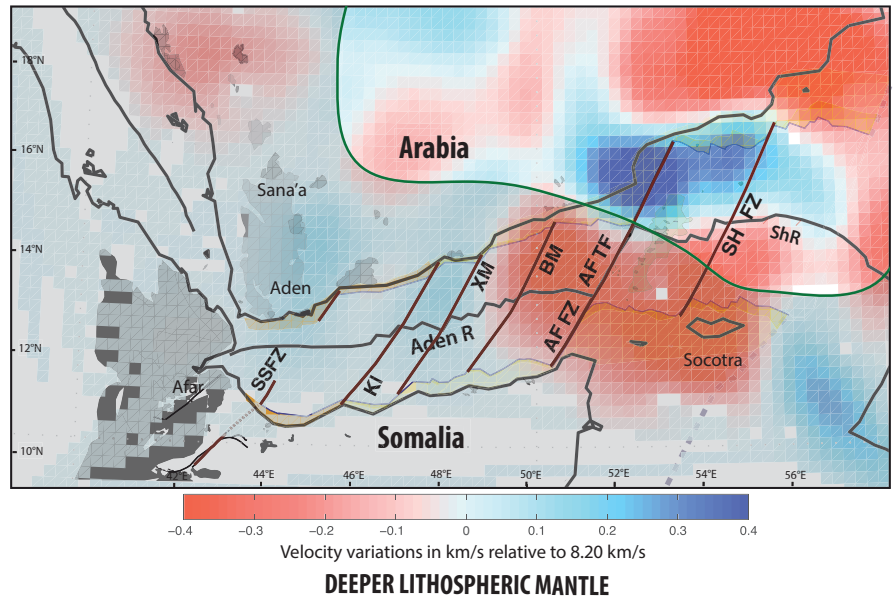 18°N
Arabia
16°N
Sana'a
SH FZ
ShR
14°N
BM
AF TF
XM
Aden
Aden R
12°N
AF FZ
SSFZ
Socotra
Afar
KI
Somalia
10°N
42°E
44°E
46°E
48°E
50°E
52°E
54°E
56°E
−0.4
−0.3
−0.2
−0.1
0
0.1
0.2
0.3
0.4
Velocity variations in km/s relative to 8.20 km/s
DEEPER LITHOSPHERIC MANTLE